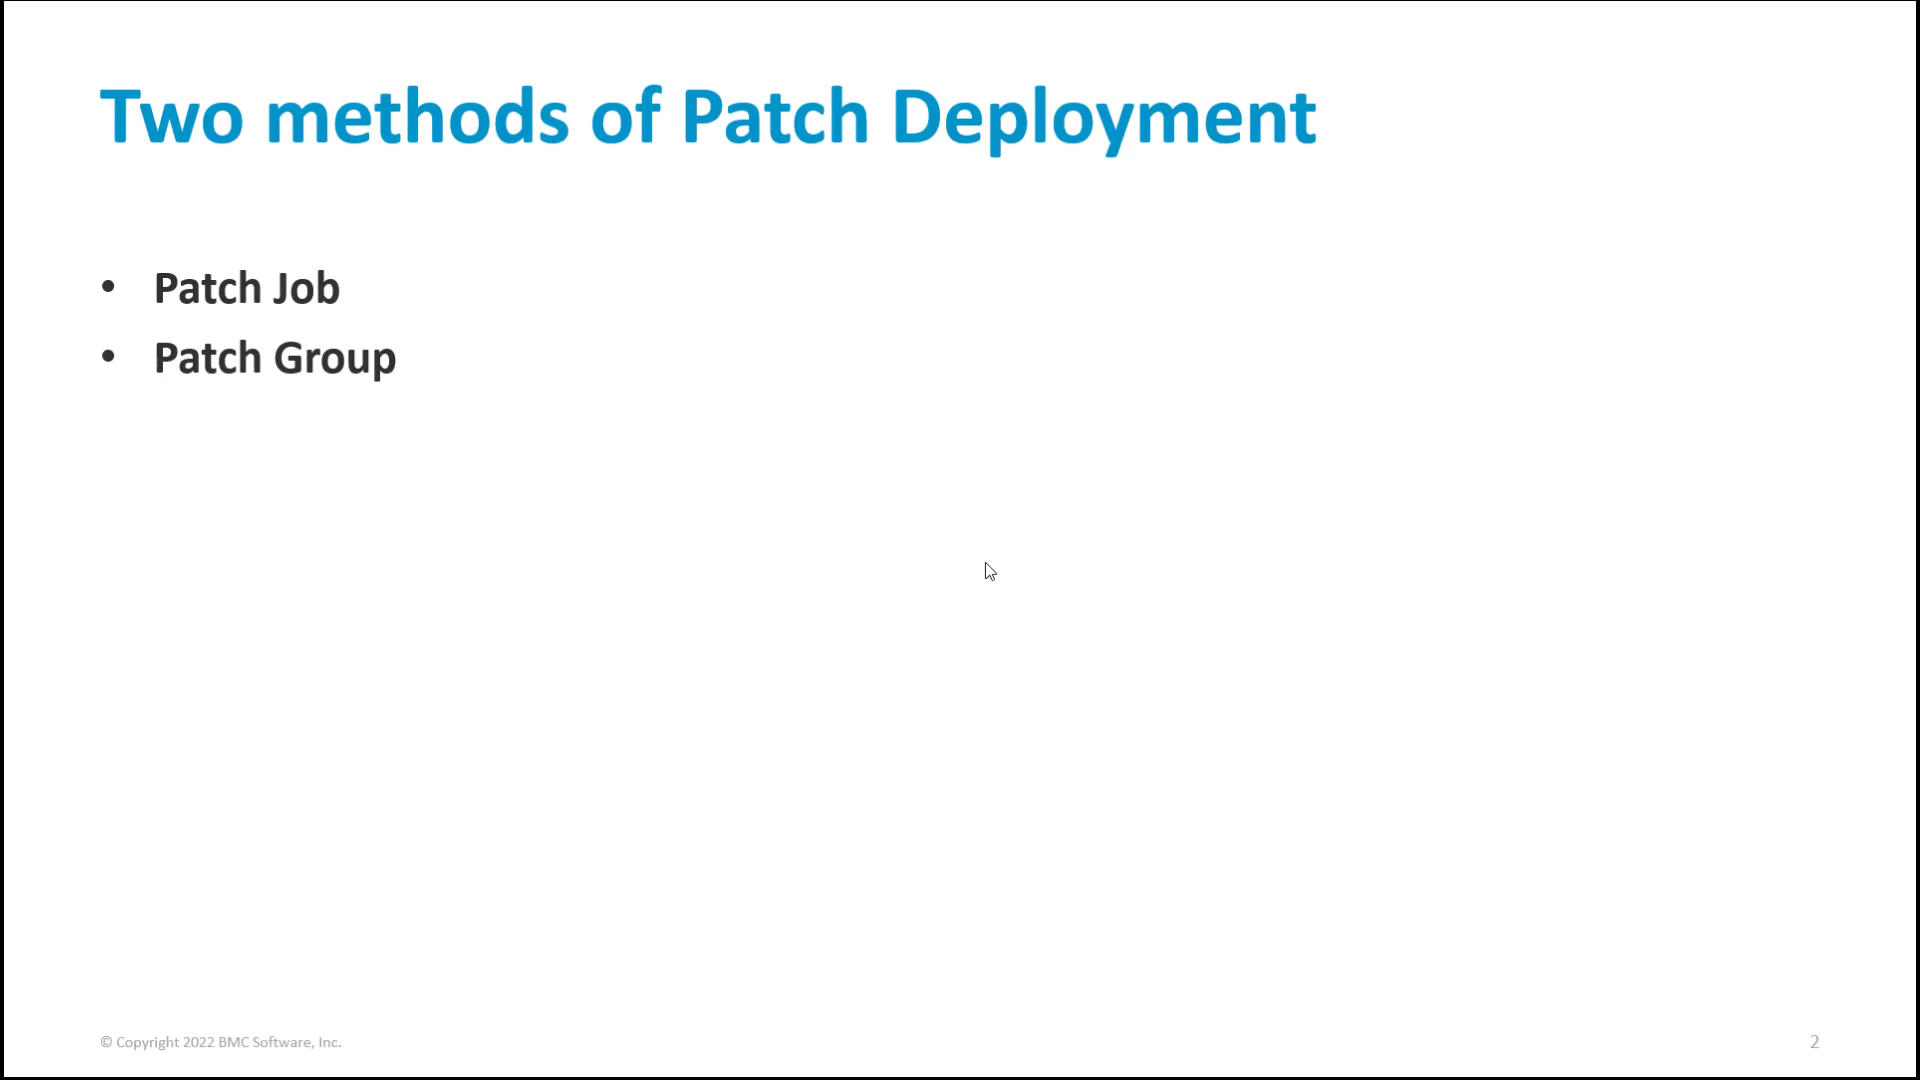 Two methods of Patch Deployment
• Patch Job
• Patch Group
© Copyright 2022 BMC Software, Inc.
2